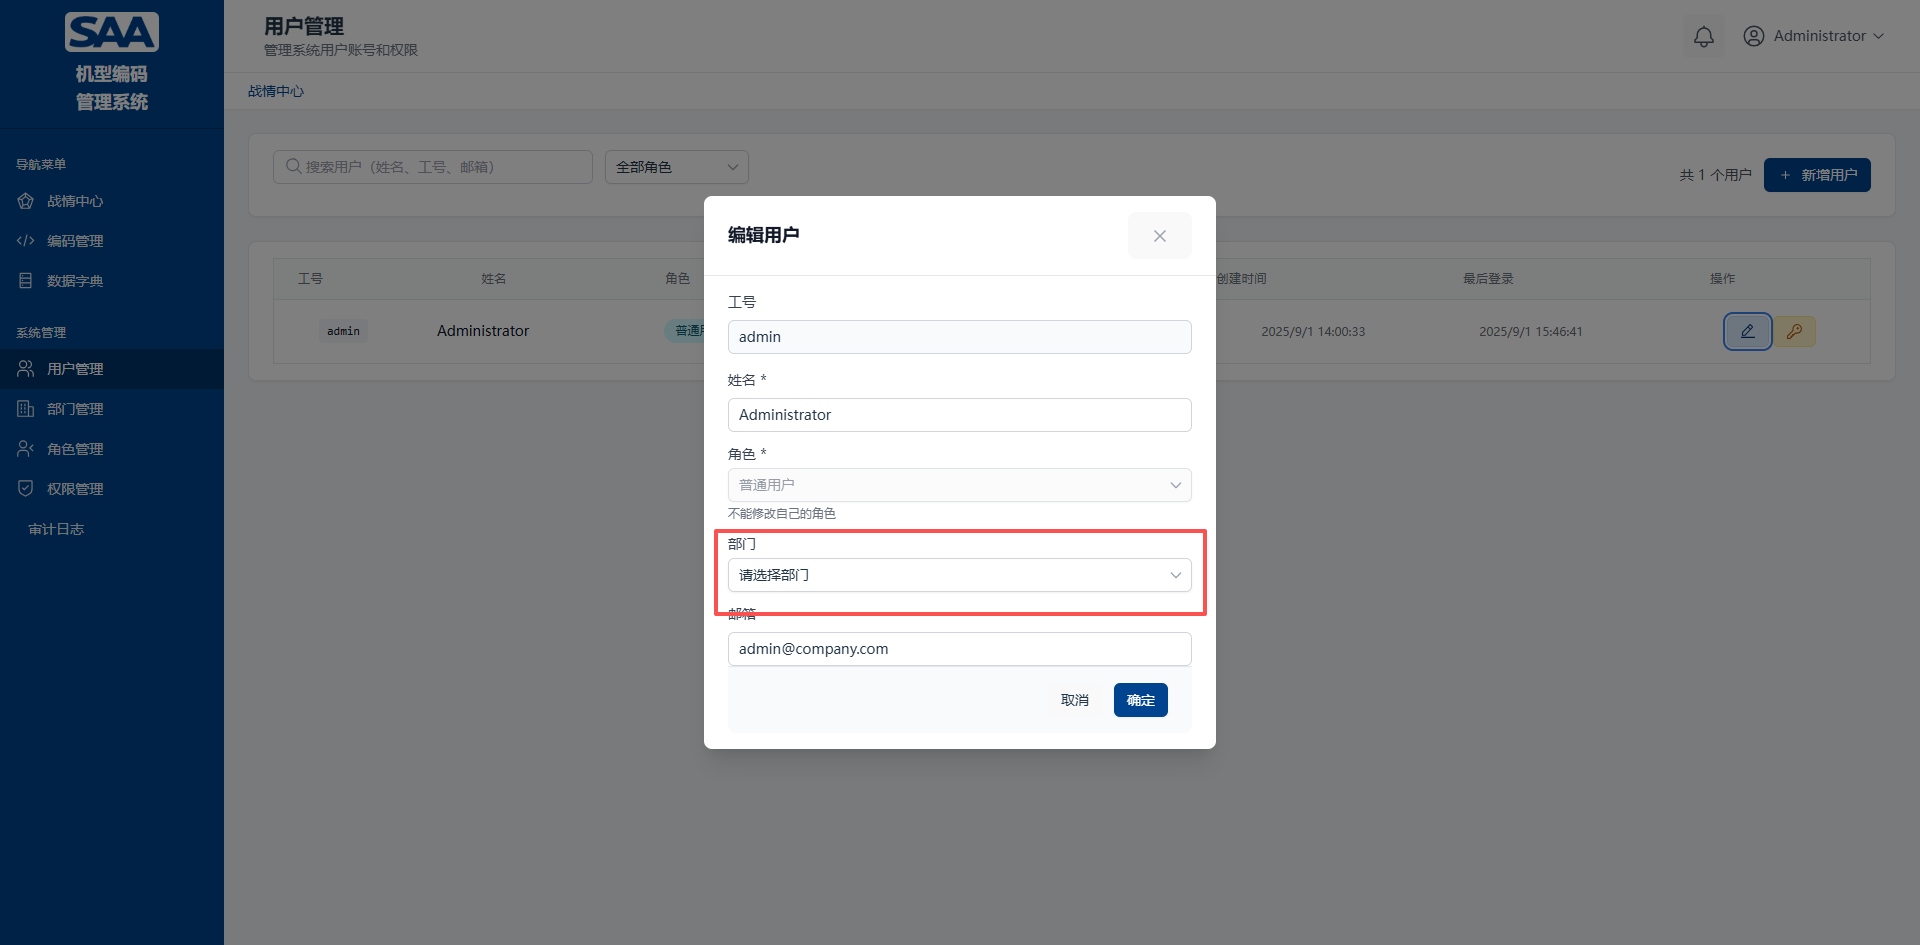 SAA
机型编码
管理系统
导航菜单
战情中心
编码管理
数据字典
系统管理
用户管理
部门管理
角色管理
权限管理
审计日志
用户管理
管理系统用户账号和权限
Administrator
战情中心
搜索用户（姓名、工号、邮箱）
全部角色
共 1 个用户
+ 新增用户
工号 姓名 角色 创建时间 最后登录 操作
admin Administrator 普通用 2025/9/1 14:00:33 2025/9/1 15:46:41
编辑用户
工号
admin
姓名 *
Administrator
角色 *
普通用户
不能修改自己的角色
部门
请选择部门
邮箱
admin@company.com
取消 确定